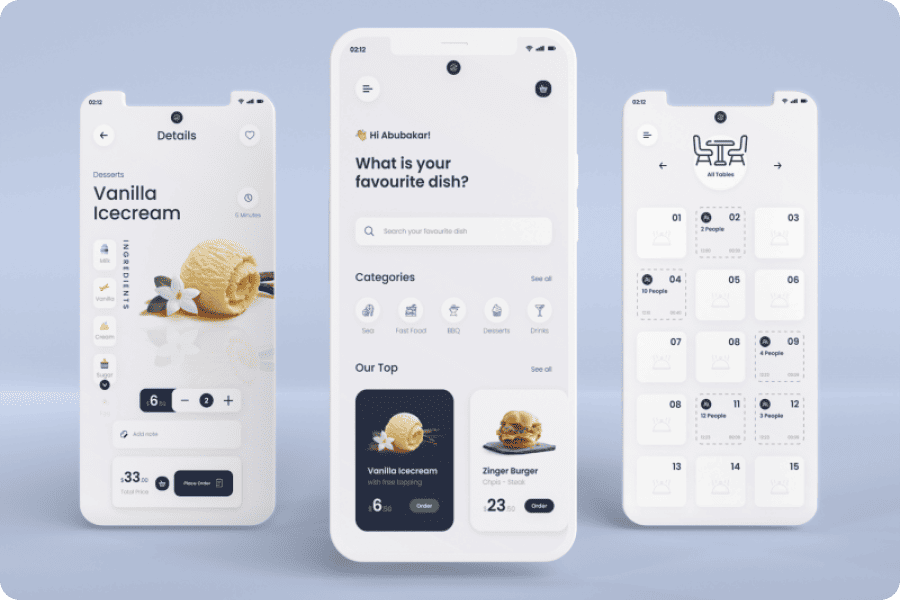 02:12
Details
Desserts
Vanilla
Icecream
5 Minutes
INGREDIENTS
Milk
Vanilla
Cream
Sugar
$6.50
2
Add note
$33.00
Total Price
Place Order
02:12
👋 Hi Abubakar!
What is your
favourite dish?
Search your favourite dish
Categories
See all
Sea
Fast Food
BBQ
Desserts
Drinks
Our Top
See all
Vanilla Icecream
with free topping
$6.50
Order
Zinger Burger
Chpis - Steak
$23.50
Order
02:12
All Tables
01
02
2 People
03
04
10 People
05
06
07
08
09
4 People
08
11
12 People
12
3 People
13
14
15